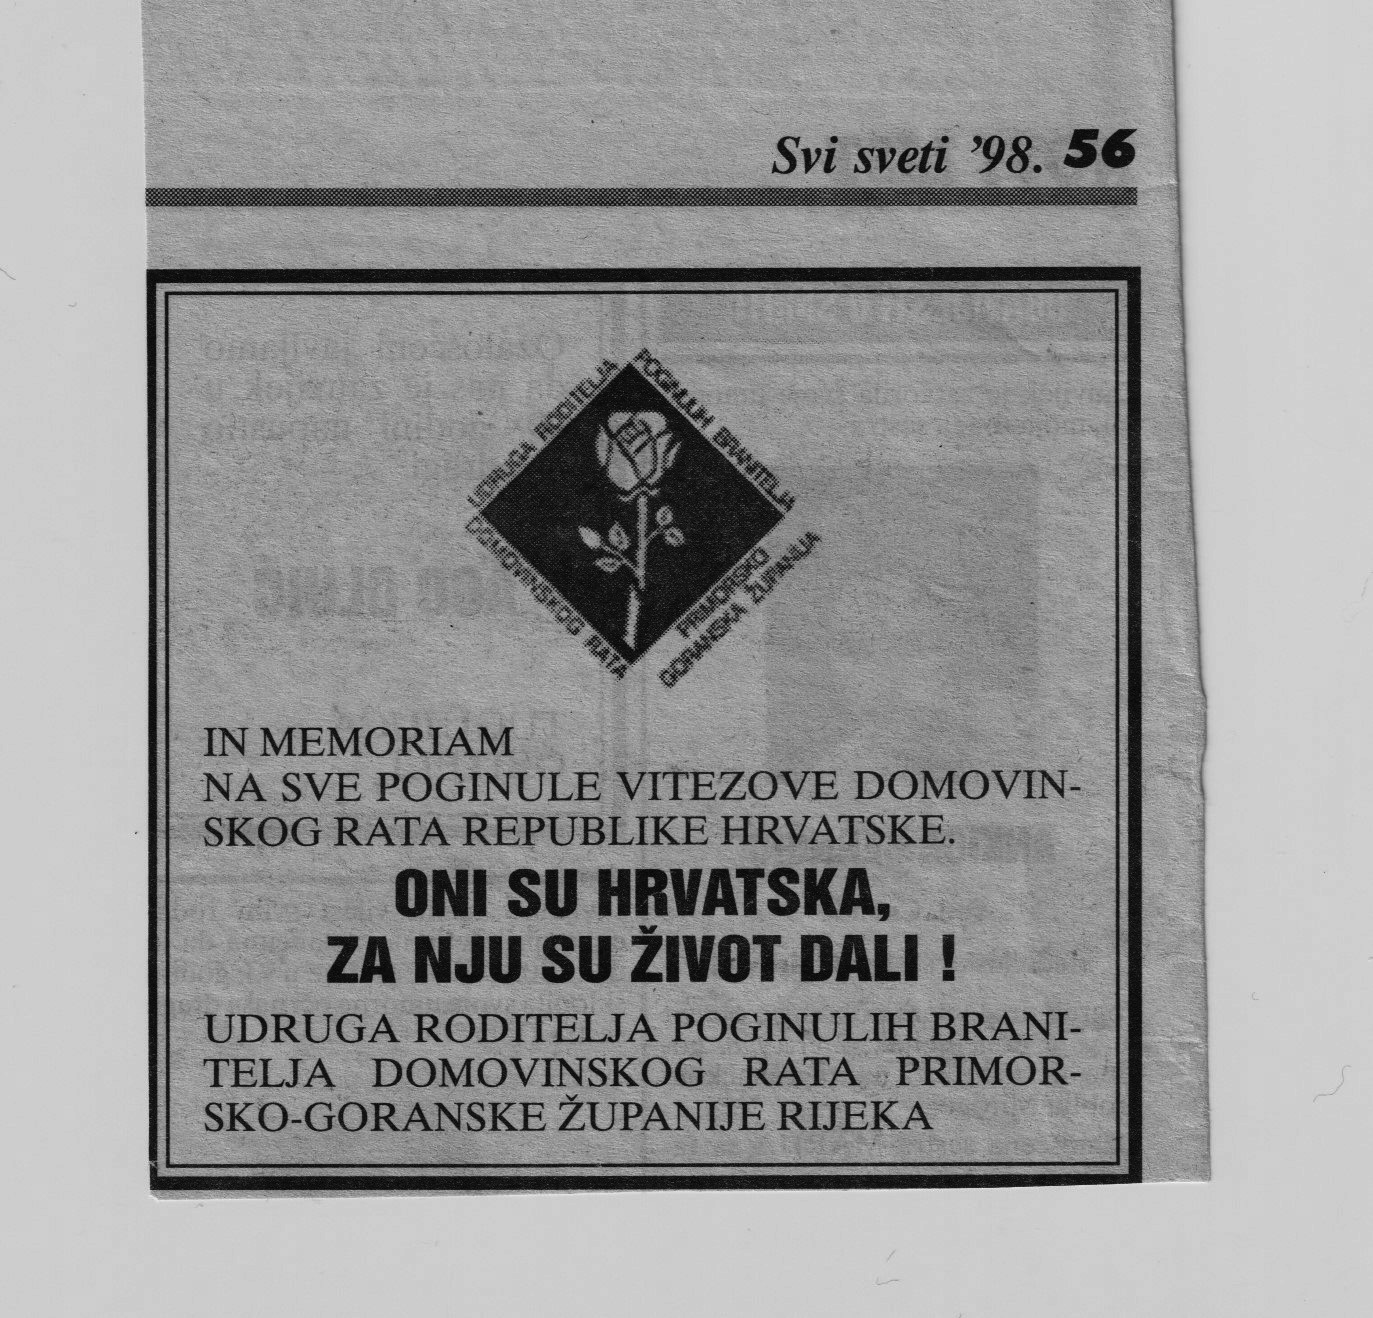 Svi sveti ’98. 56
UDRUGA RODITELJA
POGINULIH BRANITELJA
DOMOVINSKOG RATA
PRIMORSKO
GORANSKA ŽUPANIJA
IN MEMORIAM
NA SVE POGINULE VITEZOVE DOMOVIN-
SKOG RATA REPUBLIKE HRVATSKE.
ONI SU HRVATSKA,
ZA NJU SU ŽIVOT DALI !
UDRUGA RODITELJA POGINULIH BRANI-
TELJA DOMOVINSKOG RATA PRIMOR-
SKO-GORANSKE ŽUPANIJE RIJEKA